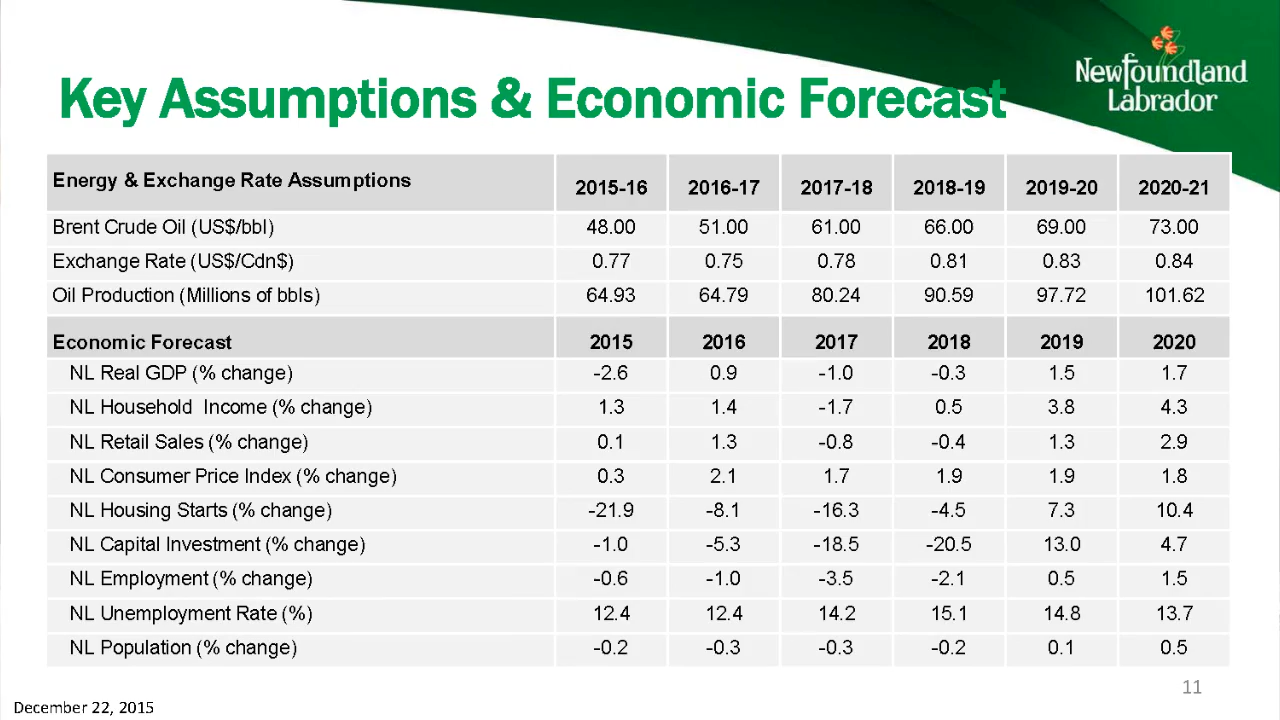 Newfoundland
Labrador
Key Assumptions & Economic Forecast
Energy & Exchange Rate Assumptions 2015-16 2016-17 2017-18 2018-19 2019-20 2020-21
Brent Crude Oil (US$/bbl) 48.00 51.00 61.00 66.00 69.00 73.00
Exchange Rate (US$/Cdn$) 0.77 0.75 0.78 0.81 0.83 0.84
Oil Production (Millions of bbls) 64.93 64.79 80.24 90.59 97.72 101.62
Economic Forecast 2015 2016 2017 2018 2019 2020
NL Real GDP (% change) -2.6 0.9 -1.0 -0.3 1.5 1.7
NL Household Income (% change) 1.3 1.4 -1.7 0.5 3.8 4.3
NL Retail Sales (% change) 0.1 1.3 -0.8 -0.4 1.3 2.9
NL Consumer Price Index (% change) 0.3 2.1 1.7 1.9 1.9 1.8
NL Housing Starts (% change) -21.9 -8.1 -16.3 -4.5 7.3 10.4
NL Capital Investment (% change) -1.0 -5.3 -18.5 -20.5 13.0 4.7
NL Employment (% change) -0.6 -1.0 -3.5 -2.1 0.5 1.5
NL Unemployment Rate (%) 12.4 12.4 14.2 15.1 14.8 13.7
NL Population (% change) -0.2 -0.3 -0.3 -0.2 0.1 0.5
11
December 22, 2015